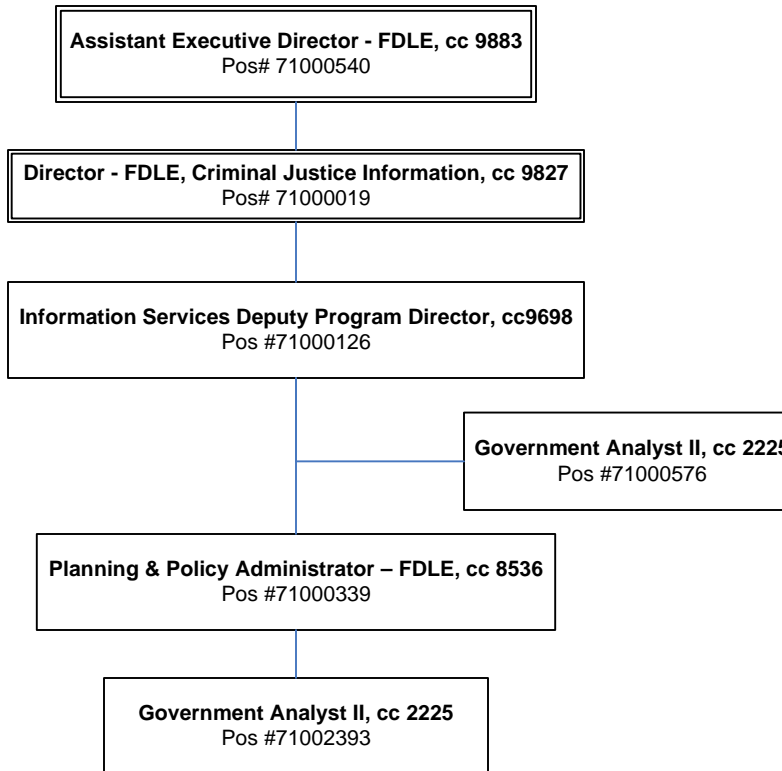 Assistant Executive Director - FDLE, cc 9883
Pos# 71000540
Director - FDLE, Criminal Justice Information, cc 9827
Pos# 71000019
Information Services Deputy Program Director, cc9698
Pos #71000126
Government Analyst II, cc 2225
Pos #71000576
Planning & Policy Administrator – FDLE, cc 8536
Pos #71000339
Government Analyst II, cc 2225
Pos #71002393